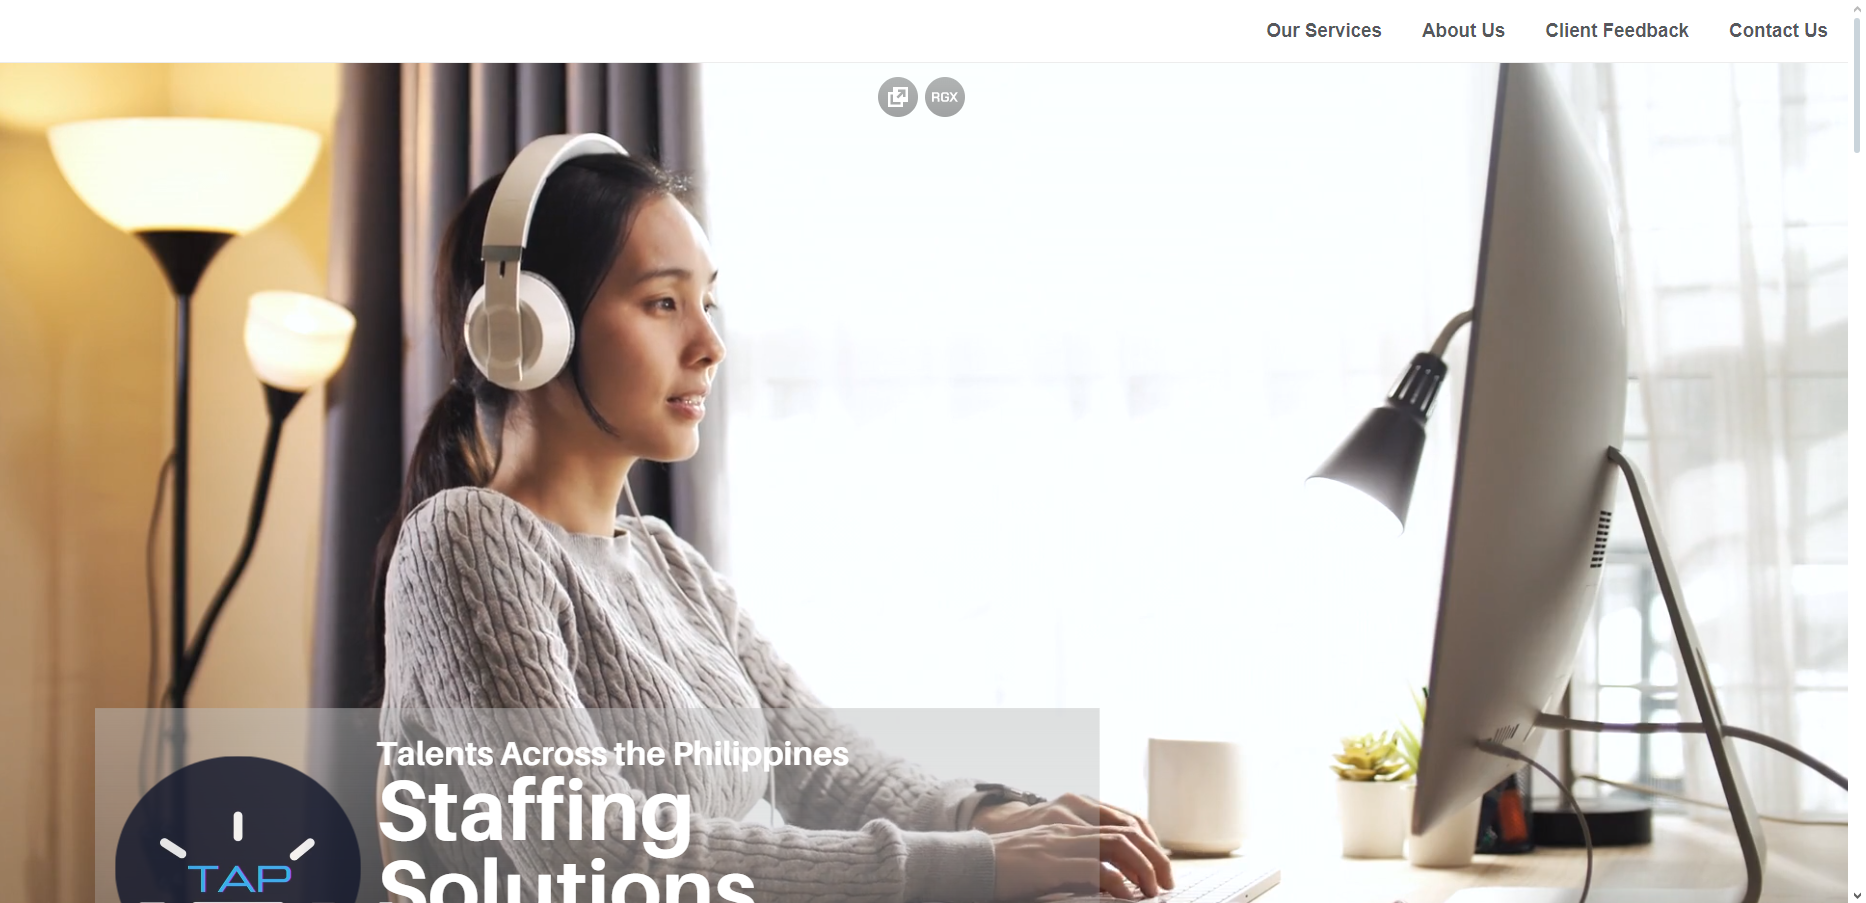 Our Services About Us Client Feedback Contact Us
RGX
Talents Across the Philippines
Staffing
Solutions
TAP